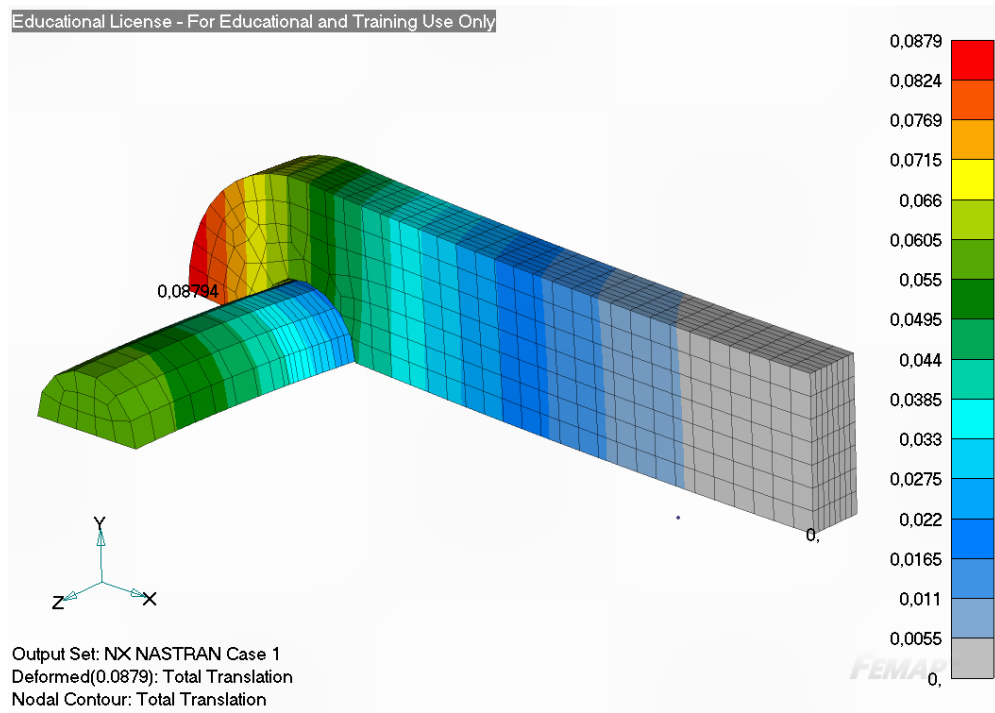 Educational License - For Educational and Training Use Only
0,0879
0,0824
0,0769
0,0715
0,066
0,0605
0,055
0,0495
0,044
0,0385
0,033
0,0275
0,022
0,0165
0,011
0,0055
0,
0,08794
0,
Y
Z
X
FEMAP
Output Set: NX NASTRAN Case 1
Deformed(0.0879): Total Translation
Nodal Contour: Total Translation